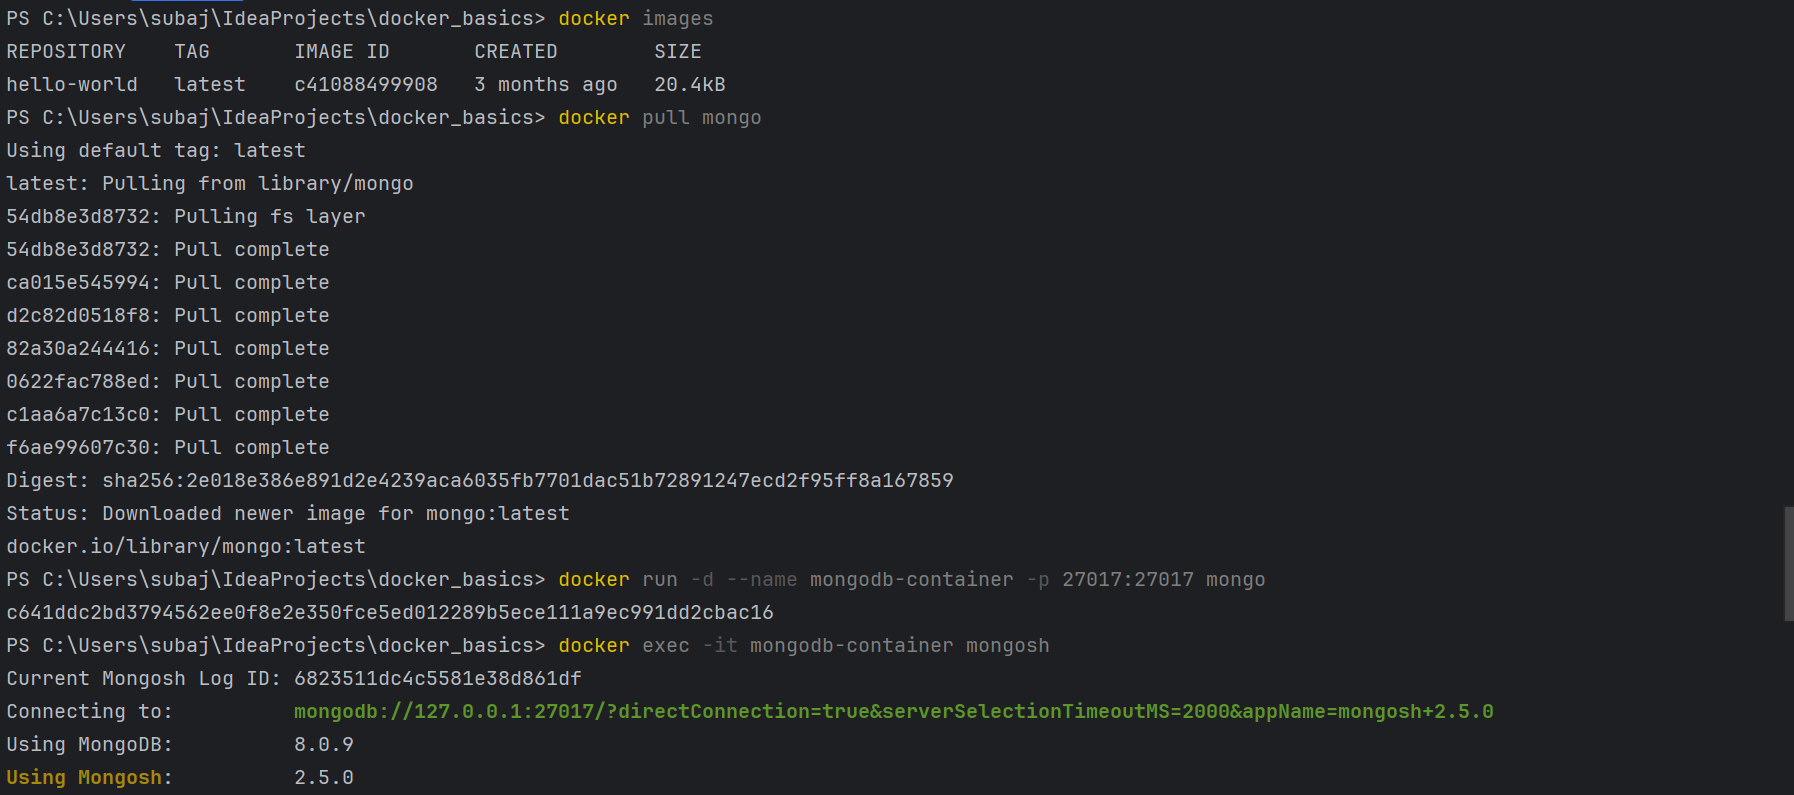 PS C:\Users\subaj\IdeaProjects\docker_basics> docker images
REPOSITORY    TAG       IMAGE ID       CREATED        SIZE
hello-world   latest    c41088499908   3 months ago   20.4kB
PS C:\Users\subaj\IdeaProjects\docker_basics> docker pull mongo
Using default tag: latest
latest: Pulling from library/mongo
54db8e3d8732: Pulling fs layer
54db8e3d8732: Pull complete
ca015e545994: Pull complete
d2c82d0518f8: Pull complete
82a30a244416: Pull complete
0622fac788ed: Pull complete
c1aa6a7c13c0: Pull complete
f6ae99607c30: Pull complete
Digest: sha256:2e018e386e891d2e4239aca6035fb7701dac51b72891247ecd2f95ff8a167859
Status: Downloaded newer image for mongo:latest
docker.io/library/mongo:latest
PS C:\Users\subaj\IdeaProjects\docker_basics> docker run -d --name mongodb-container -p 27017:27017 mongo
c641ddc2bd3794562ee0f8e2e350fce5ed012289b5ece111a9ec991dd2cbac16
PS C:\Users\subaj\IdeaProjects\docker_basics> docker exec -it mongodb-container mongosh
Current Mongosh Log ID: 6823511dc4c5581e38d861df
Connecting to:          mongodb://127.0.0.1:27017/?directConnection=true&serverSelectionTimeoutMS=2000&appName=mongosh+2.5.0
Using MongoDB:          8.0.9
Using Mongosh:          2.5.0